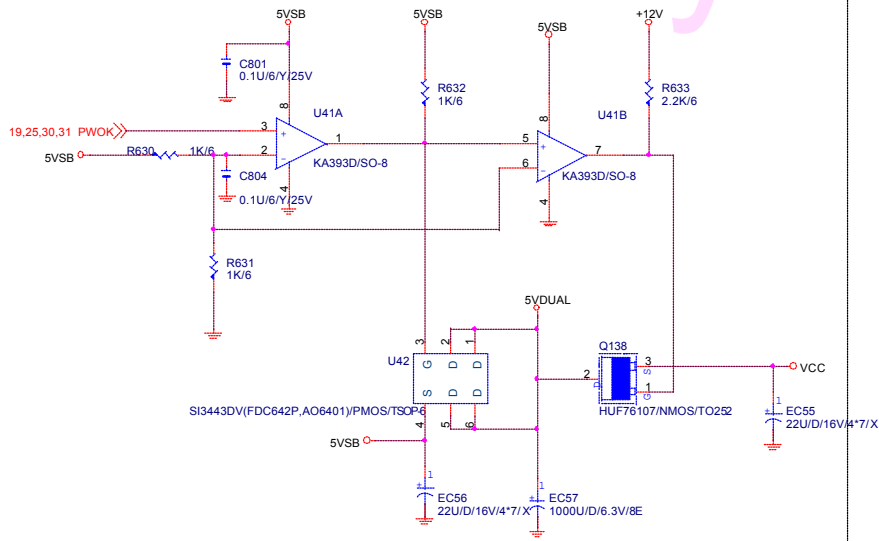 5VSB
5VSB
+12V
5VSB
C801
0.1U/6/Y/25V
R632
1K/6
R633
2.2K/6
8
U41A
8
U41B
19,25,30,31 PWOK
3
+
1
5
+
7
5VSB
R630
1K/6
2
-
KA393D/SO-8
6
-
KA393D/SO-8
C804
0.1U/6/Y/25V
4
4
R631
1K/6
5VDUAL
3
2
1
Q138
U42
G
D
D
2
D
3
S
VCC
S
D
D
1
G
SI3443DV(FDC642P,AO6401)/PMOS/TSOP6
HUF76107/NMOS/TO252
4
5
6
1
+
EC55
22U/D/16V/4*7/X
5VSB
1
+
EC56
22U/D/16V/4*7/X
1
+
EC57
1000U/D/6.3V/8E